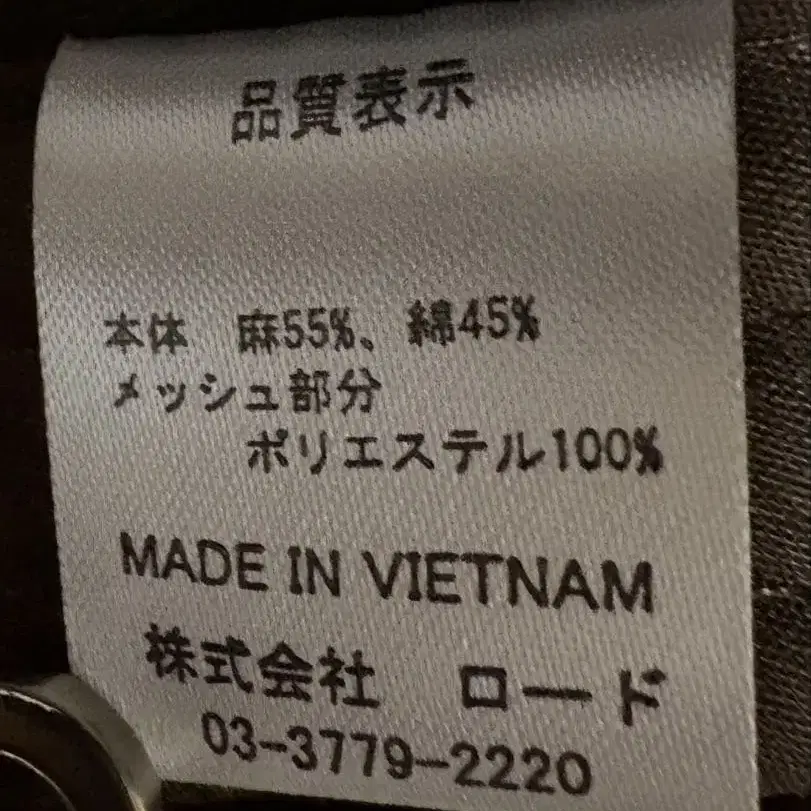 品質表示
本体　麻55%、綿45%
メッシュ部分
ポリエステル100%
MADE IN VIETNAM
株式会社　ロード
03-3779-2220